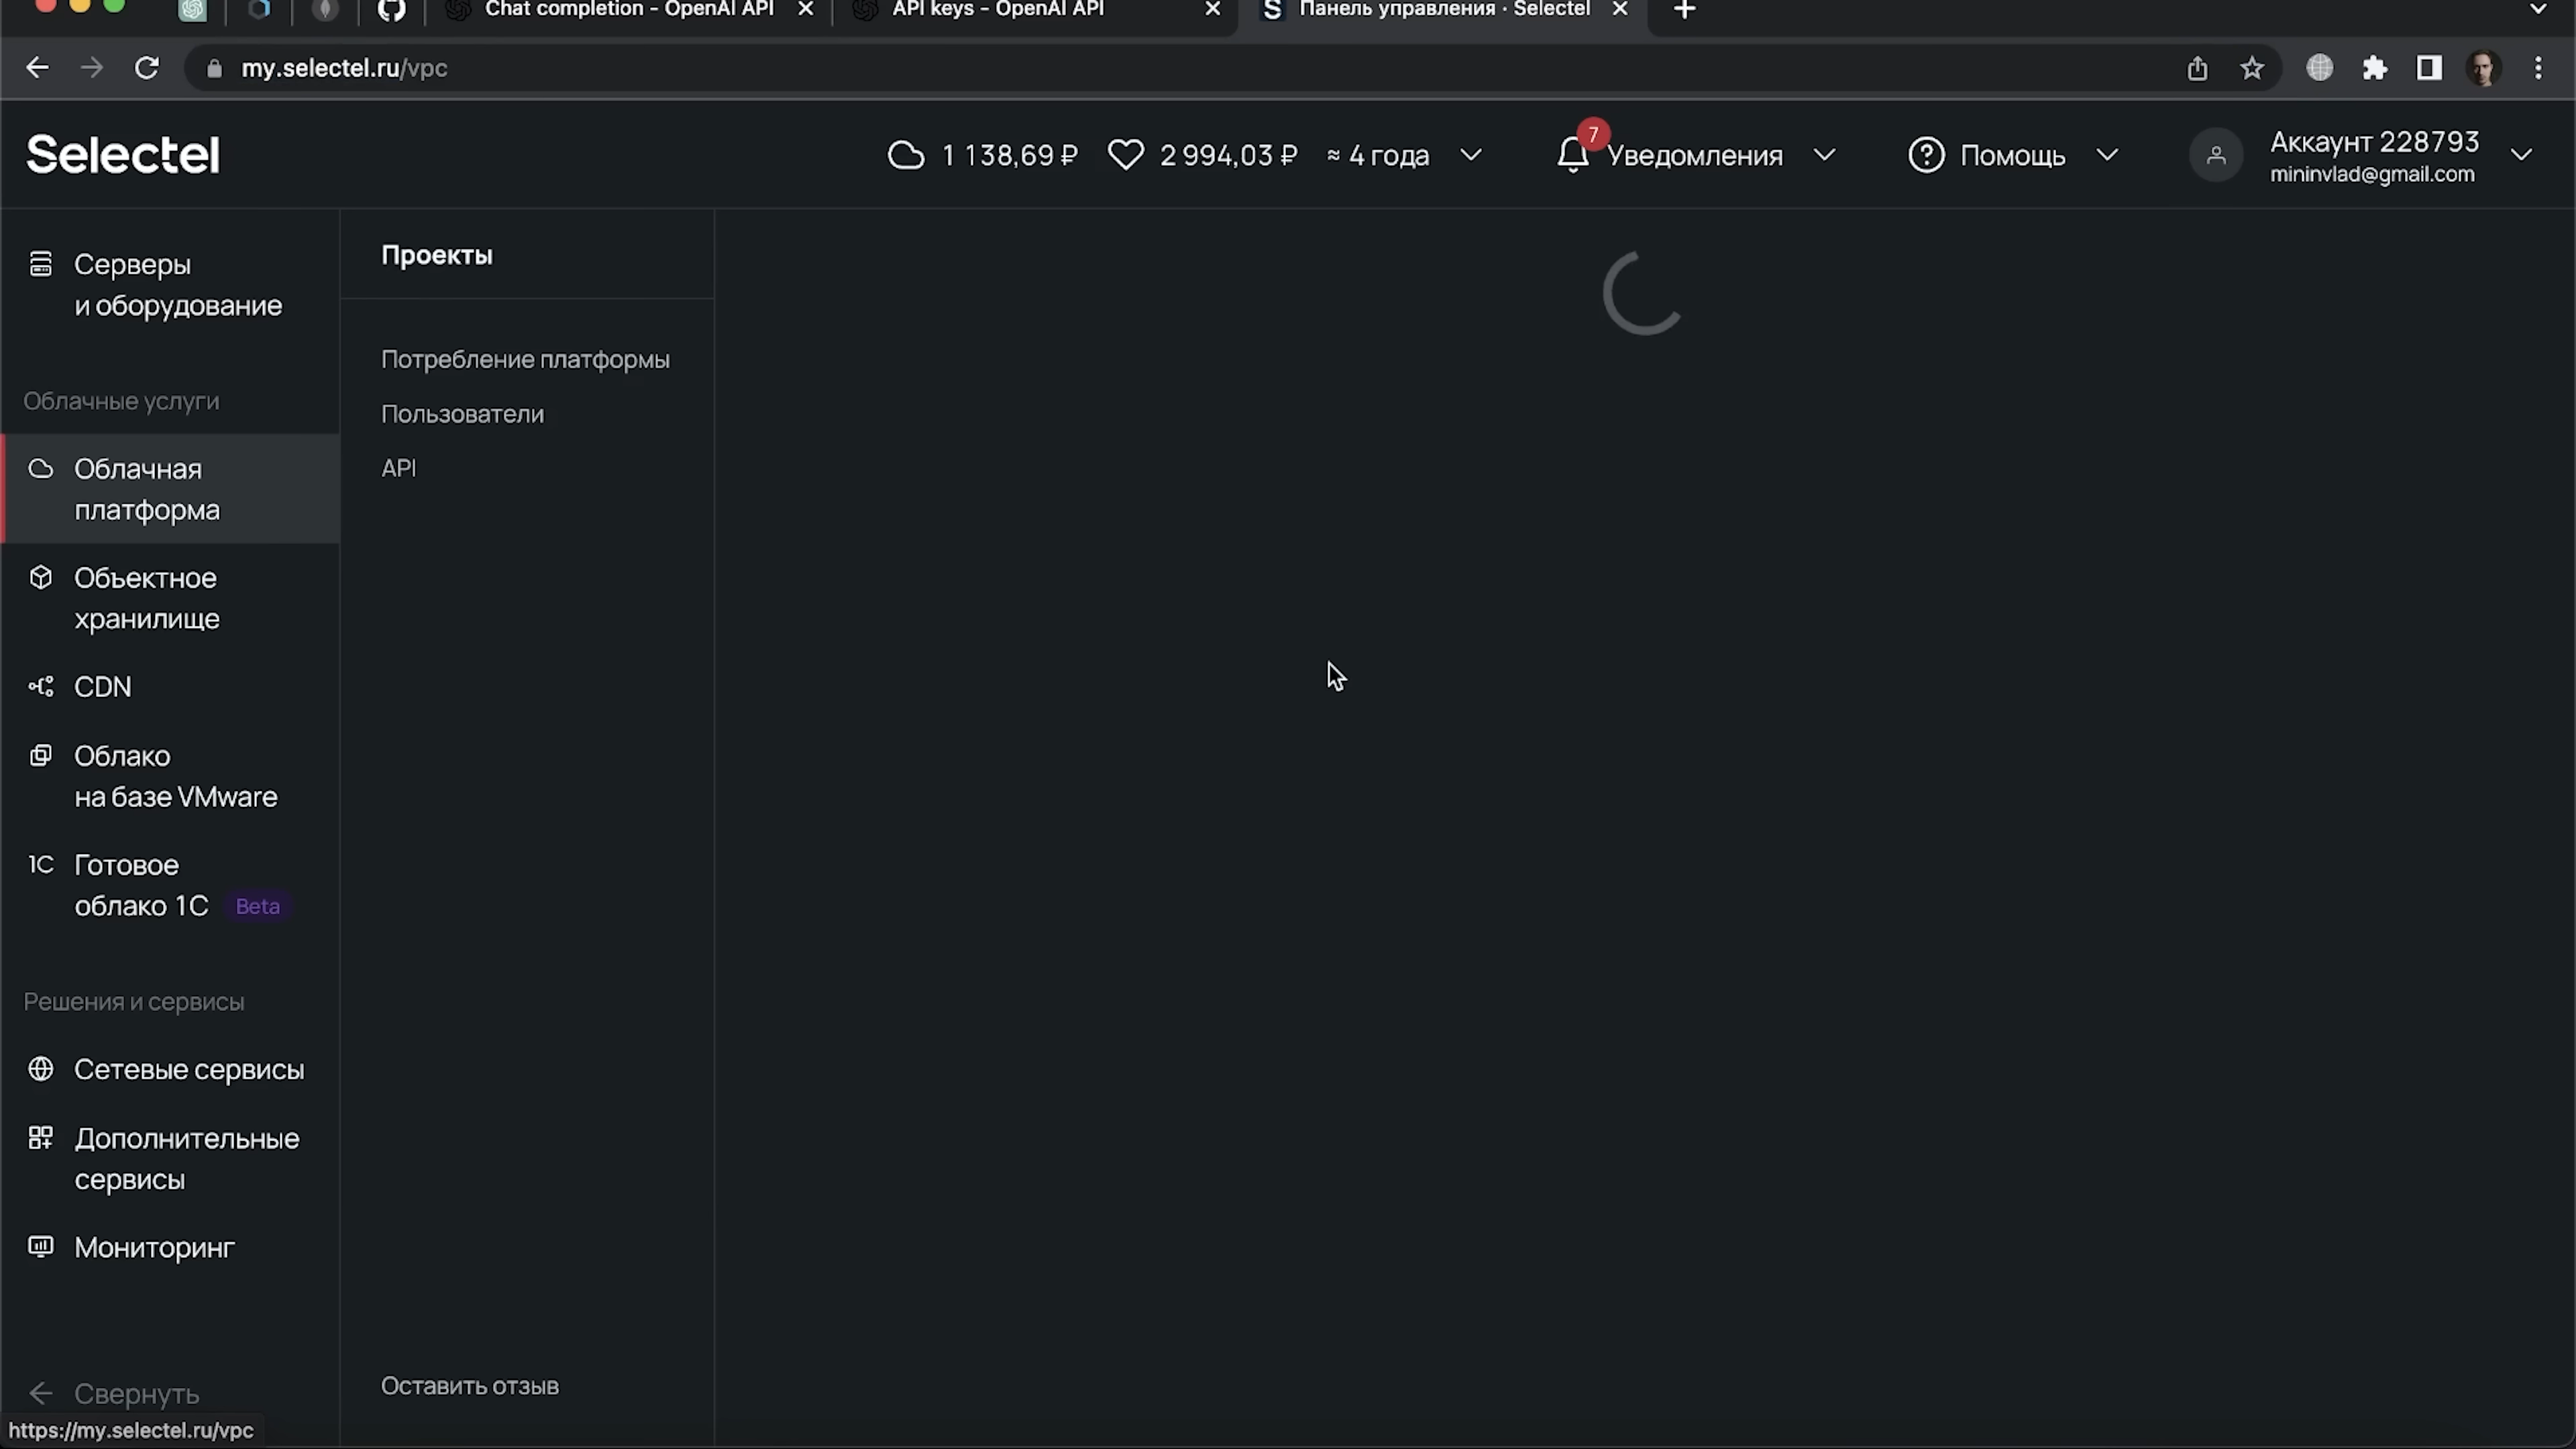 Chat completion - OpenAI API
API keys - OpenAI API
Панель управления · Selectel
my.selectel.ru/vpc
Selectel
1 138,69 ₽
2 994,03 ₽
≈ 4 года
7
Уведомления
Помощь
Аккаунт 228793
mininvlad@gmail.com
Серверы
и оборудование
Облачные услуги
Облачная
платформа
Объектное
хранилище
CDN
Облако
на базе VMware
1C
Готовое
облако 1С Beta
Решения и сервисы
Сетевые сервисы
Дополнительные
сервисы
Мониторинг
Свернуть
Проекты
Потребление платформы
Пользователи
API
Оставить отзыв
https://my.selectel.ru/vpc